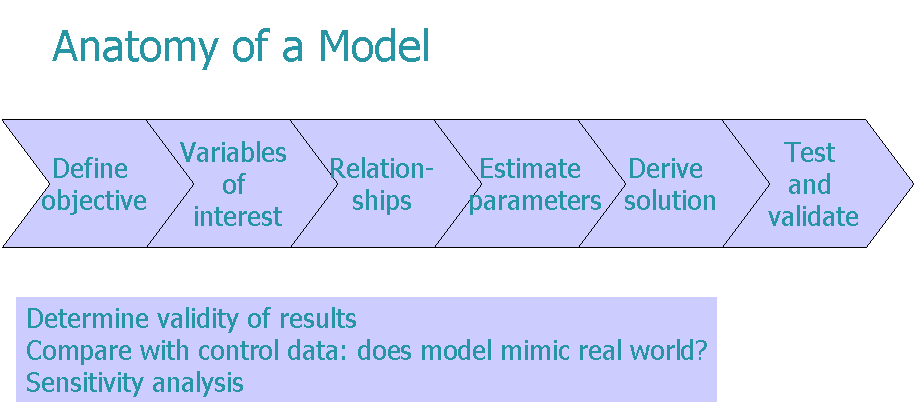 Anatomy of a Model
Define
objective
Variables
of
interest
Relation-
ships
Estimate
parameters
Derive
solution
Test
and
validate
Determine validity of results
Compare with control data: does model mimic real world?
Sensitivity analysis